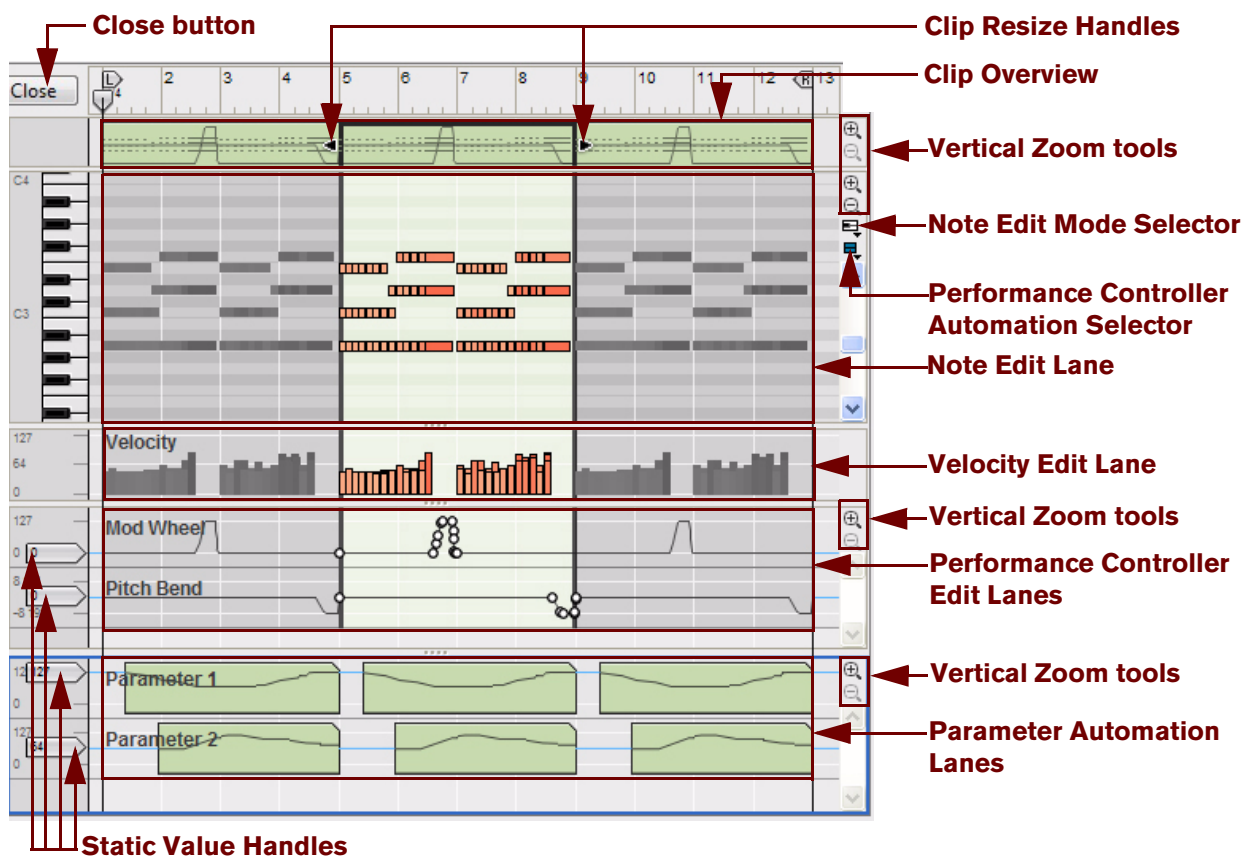 Close button
Clip Resize Handles
Clip Overview
Close
L 2 3 4 5 6 7 8 9 10 11 12 R 13
4
Vertical Zoom tools
C4
Note Edit Mode Selector
Performance Controller
Automation Selector
C3
Note Edit Lane
127
Velocity
64
Velocity Edit Lane
0
127
Mod Wheel
Vertical Zoom tools
0 0
Performance Controller
Edit Lanes
8
0
Pitch Bend
-8
127
Parameter 1
Vertical Zoom tools
0
127
64
Parameter 2
Parameter Automation
Lanes
0
Static Value Handles